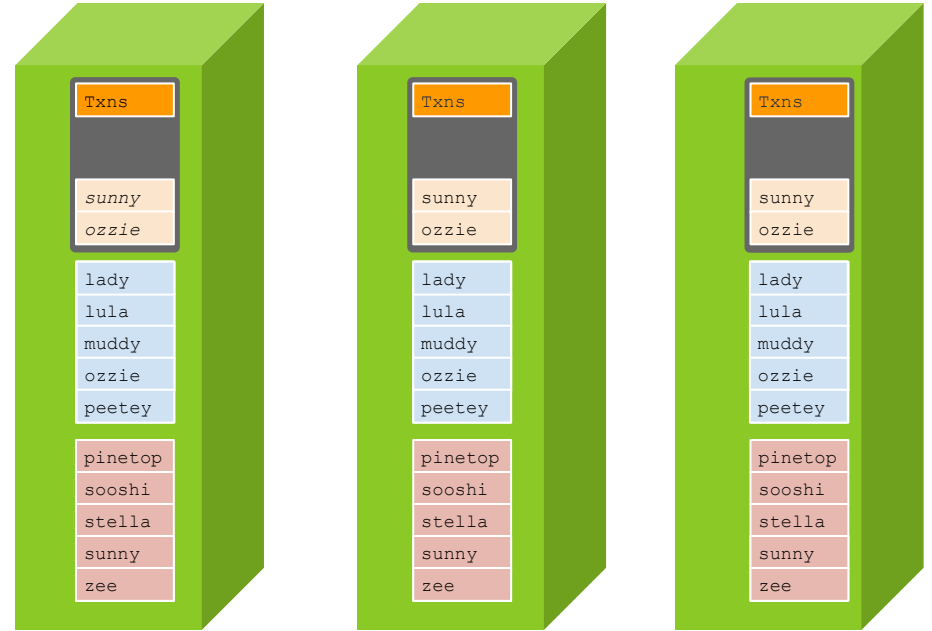 Txns
sunny
ozzie
lady
lula
muddy
ozzie
peetey
pinetop
sooshi
stella
sunny
zee
Txns
sunny
ozzie
lady
lula
muddy
ozzie
peetey
pinetop
sooshi
stella
sunny
zee
Txns
sunny
ozzie
lady
lula
muddy
ozzie
peetey
pinetop
sooshi
stella
sunny
zee